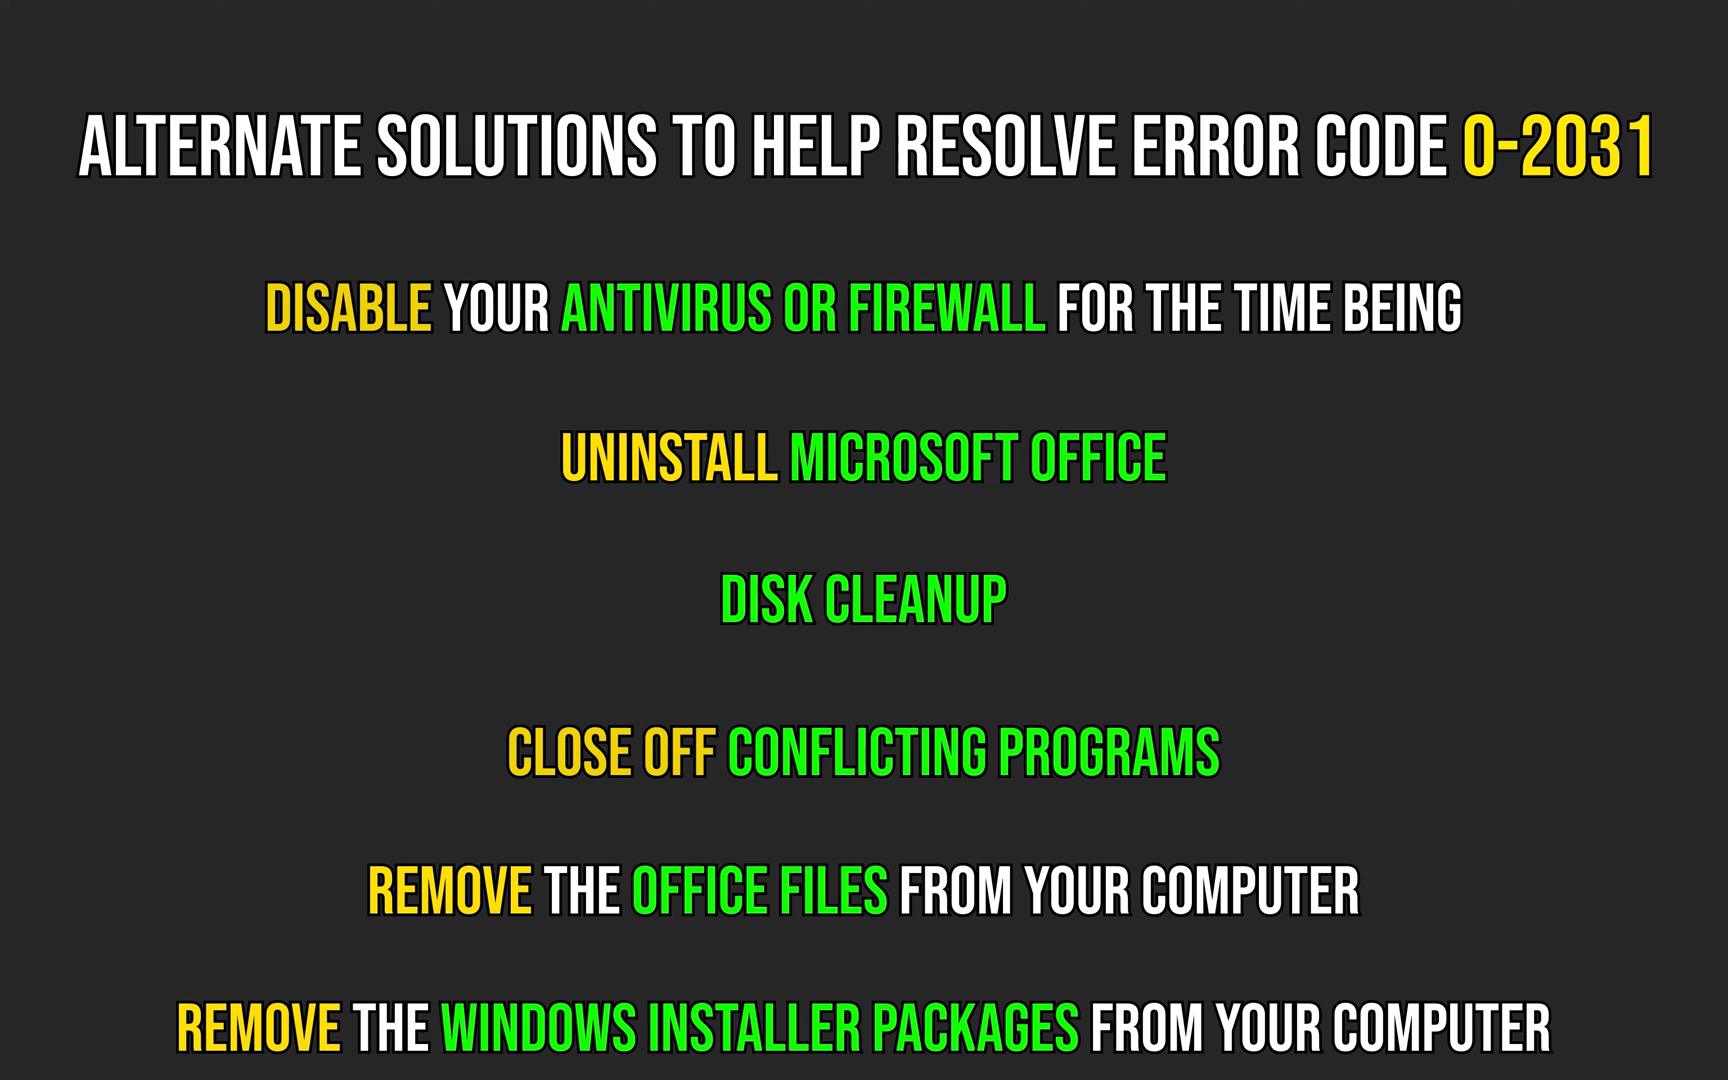 ALTERNATE SOLUTIONS TO HELP RESOLVE ERROR CODE 0-2031
DISABLE YOUR ANTIVIRUS OR FIREWALL FOR THE TIME BEING
UNINSTALL MICROSOFT OFFICE
DISK CLEANUP
CLOSE OFF CONFLICTING PROGRAMS
REMOVE THE OFFICE FILES FROM YOUR COMPUTER
REMOVE THE WINDOWS INSTALLER PACKAGES FROM YOUR COMPUTER